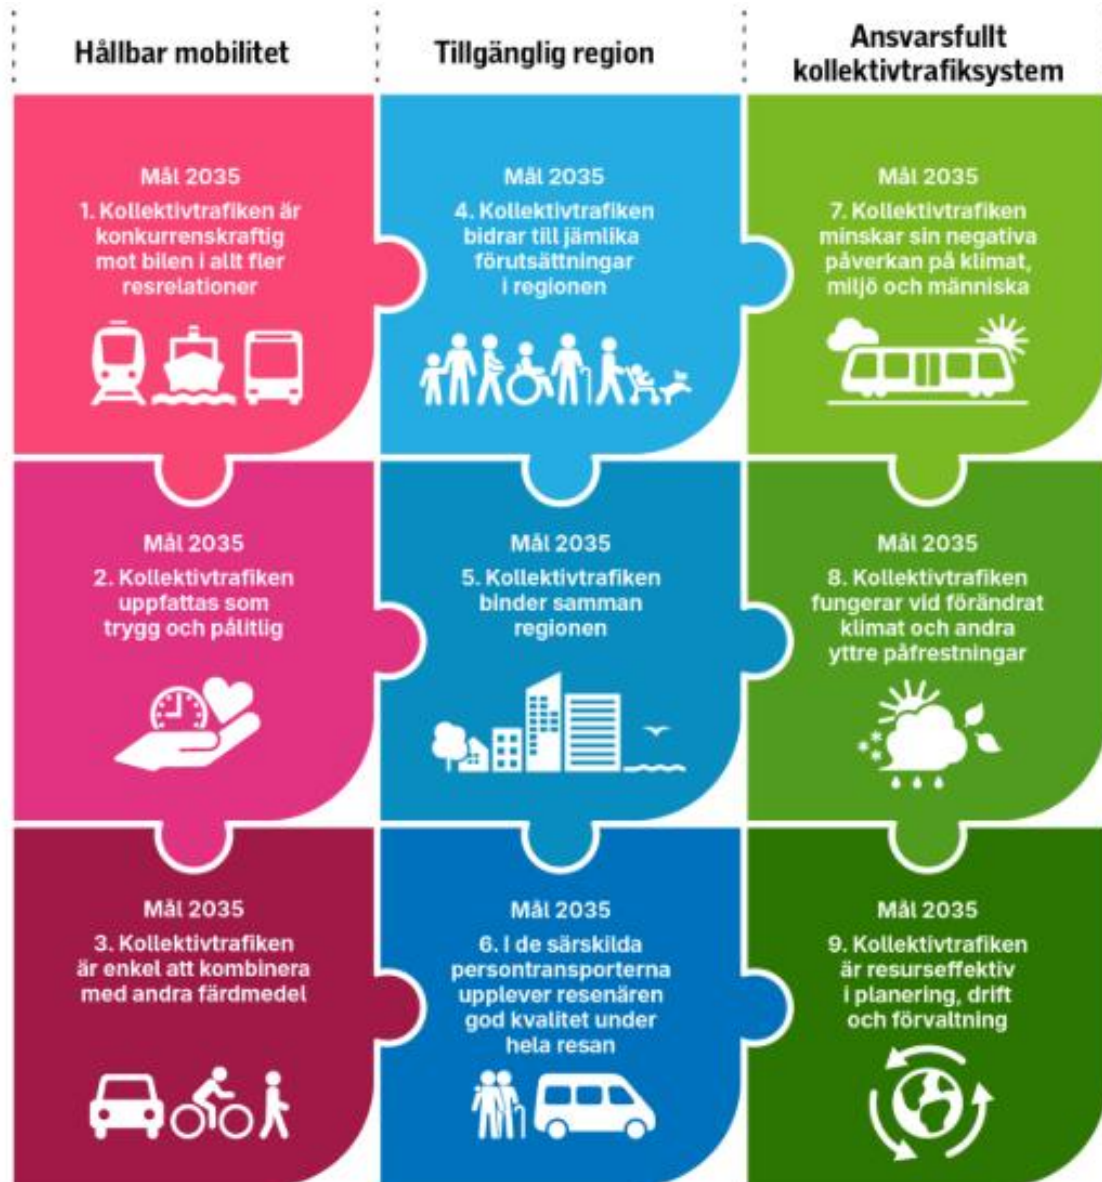 Hållbar mobilitet
Tillgänglig region
Ansvarsfullt
kollektivtrafiksystem
Mål 2035
1. Kollektivtrafiken är
konkurrenskraftig
mot bilen i allt fler
resrelationer
Mål 2035
4. Kollektivtrafiken
bidrar till jämlika
förutsättningar
i regionen
Mål 2035
7. Kollektivtrafiken
minskar sin negativa
påverkan på klimat,
miljö och människa
Mål 2035
2. Kollektivtrafiken
uppfattas som
trygg och pålitlig
Mål 2035
5. Kollektivtrafiken
binder samman
regionen
Mål 2035
8. Kollektivtrafiken
fungerar vid förändrat
klimat och andra
yttre påfrestningar
Mål 2035
3. Kollektivtrafiken
är enkel att kombinera
med andra färdmedel
Mål 2035
6. I de särskilda
persontransporterna
upplever resenären
god kvalitet under
hela resan
Mål 2035
9. Kollektivtrafiken
är resurseffektiv
i planering, drift
och förvaltning